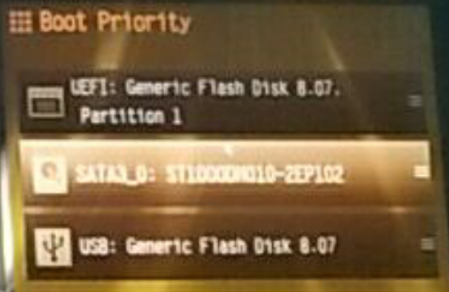 Boot Priority
UEFI: Generic Flash Disk 8.07.
Partition 1
SATA3_0: ST1000DM010-2EP102
USB: Generic Flash Disk 8.07